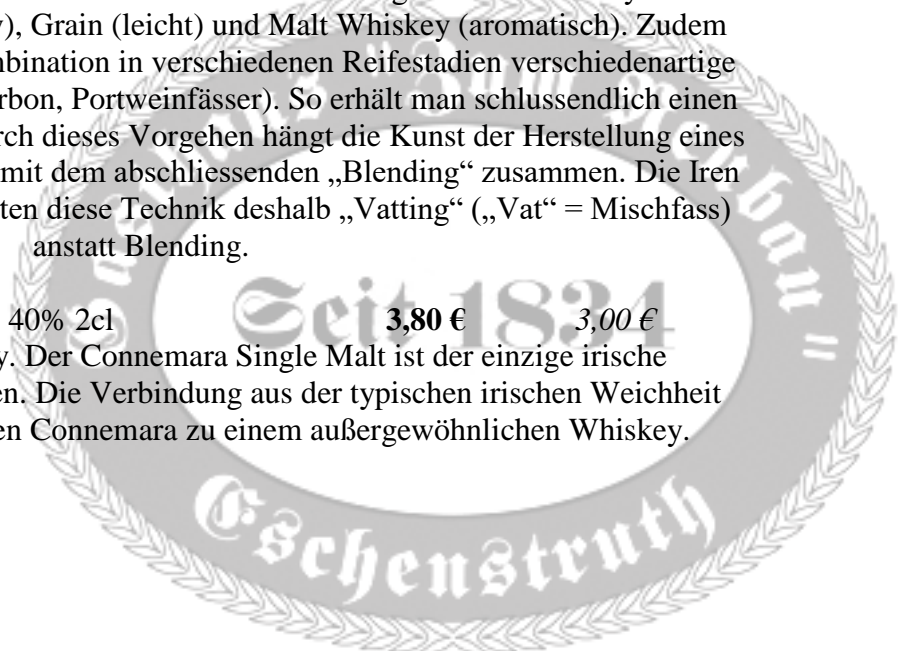 ), Grain (leicht) und Malt Whiskey (aromatisch). Zudem
bination in verschiedenen Reifestadien verschiedenartige
rbon, Portweinfässer). So erhält man schlussendlich einen
rch dieses Vorgehen hängt die Kunst der Herstellung eines
mit dem abschliessenden „Blending“ zusammen. Die Iren
ten diese Technik deshalb „Vatting“ („Vat“ = Mischfass)
anstatt Blending.
40% 2cl 3,80 € 3,00 €
y. Der Connemara Single Malt ist der einzige irische
en. Die Verbindung aus der typischen irischen Weichheit
en Connemara zu einem außergewöhnlichen Whiskey.
Gasthaus "Zum Eisernen
Seit 1834
Eschenstruth